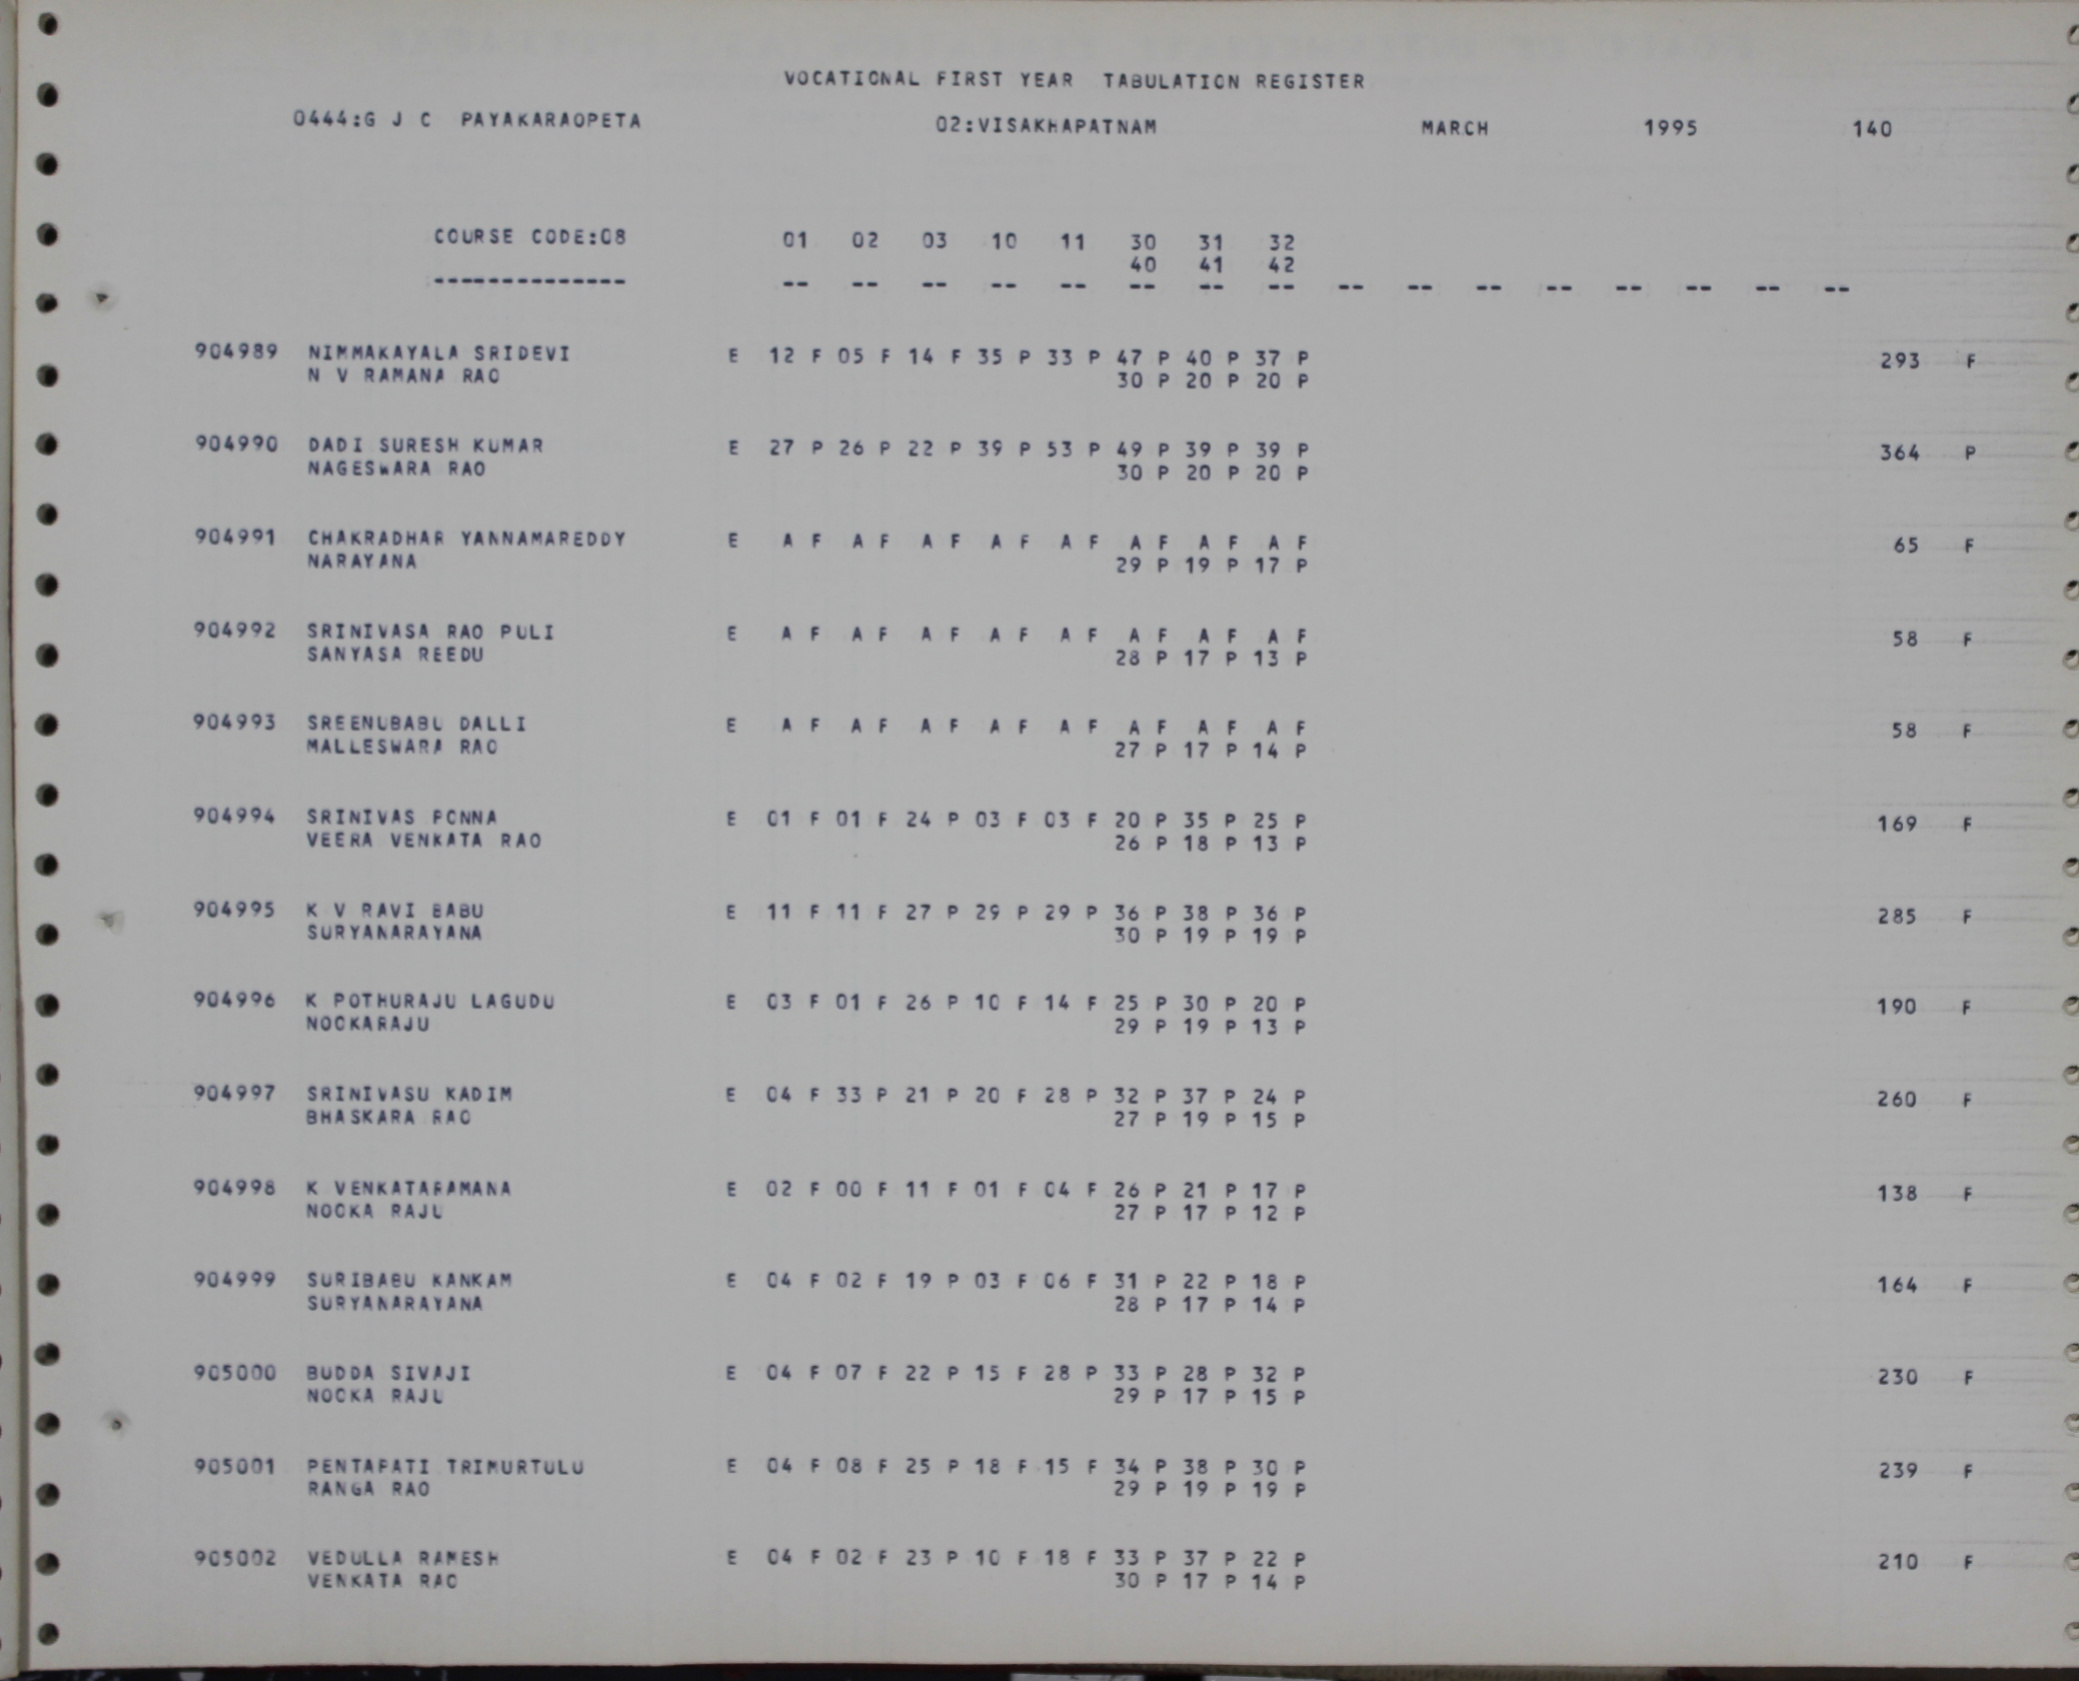 VOCATIONAL FIRST YEAR TABULATION REGISTER
0444:G J C PAYAKARAOPETA 02:VISAKHAPATNAM MARCH 1995 140
COURSE CODE:08 01 02 03 10 11 30 31 32
40 41 42
-------------- -- -- -- -- -- -- -- -- -- -- -- -- -- -- -- --
904989 NIMMAKAYALA SRIDEVI E 12 F 05 F 14 F 35 P 33 P 47 P 40 P 37 P 293 F
N V RAMANA RAO 30 P 20 P 20 P
904990 DADI SURESH KUMAR E 27 P 26 P 22 P 39 P 53 P 49 P 39 P 39 P 364 P
NAGESWARA RAO 30 P 20 P 20 P
904991 CHAKRADHAR YANNAMAREDDY E A F A F A F A F A F A F A F A F 65 F
NARAYANA 29 P 19 P 17 P
904992 SRINIVASA RAO PULI E A F A F A F A F A F A F A F A F 58 F
SANYASA REEDU 28 P 17 P 13 P
904993 SREENUBABU DALLI E A F A F A F A F A F A F A F A F 58 F
MALLESWARA RAO 27 P 17 P 14 P
904994 SRINIVAS PONNA E 01 F 01 F 24 P 03 F 03 F 20 P 35 P 25 P 169 F
VEERA VENKATA RAO 26 P 18 P 13 P
904995 K V RAVI BABU E 11 F 11 F 27 P 29 P 29 P 36 P 38 P 36 P 285 F
SURYANARAYANA 30 P 19 P 19 P
904996 K POTHURAJU LAGUDU E 03 F 01 F 26 P 10 F 14 F 25 P 30 P 20 P 190 F
NOOKARAJU 29 P 19 P 13 P
904997 SRINIVASU KADIM E 04 F 33 P 21 P 20 F 28 P 32 P 37 P 24 P 260 F
BHASKARA RAO 27 P 19 P 15 P
904998 K VENKATARAMANA E 02 F 00 F 11 F 01 F 04 F 26 P 21 P 17 P 138 F
NOOKA RAJU 27 P 17 P 12 P
904999 SURIBABU KANKAM E 04 F 02 F 19 P 03 F 06 F 31 P 22 P 18 P 164 F
SURYANARAYANA 28 P 17 P 14 P
905000 BUDDA SIVAJI E 04 F 07 F 22 P 15 F 28 P 33 P 28 P 32 P 230 F
NOOKA RAJU 29 P 17 P 15 P
905001 PENTAPATI TRIMURTULU E 04 F 08 F 25 P 18 F 15 F 34 P 38 P 30 P 239 F
RANGA RAO 29 P 19 P 19 P
905002 VEDULLA RAMESH E 04 F 02 F 23 P 10 F 18 F 33 P 37 P 22 P 210 F
VENKATA RAO 30 P 17 P 14 P